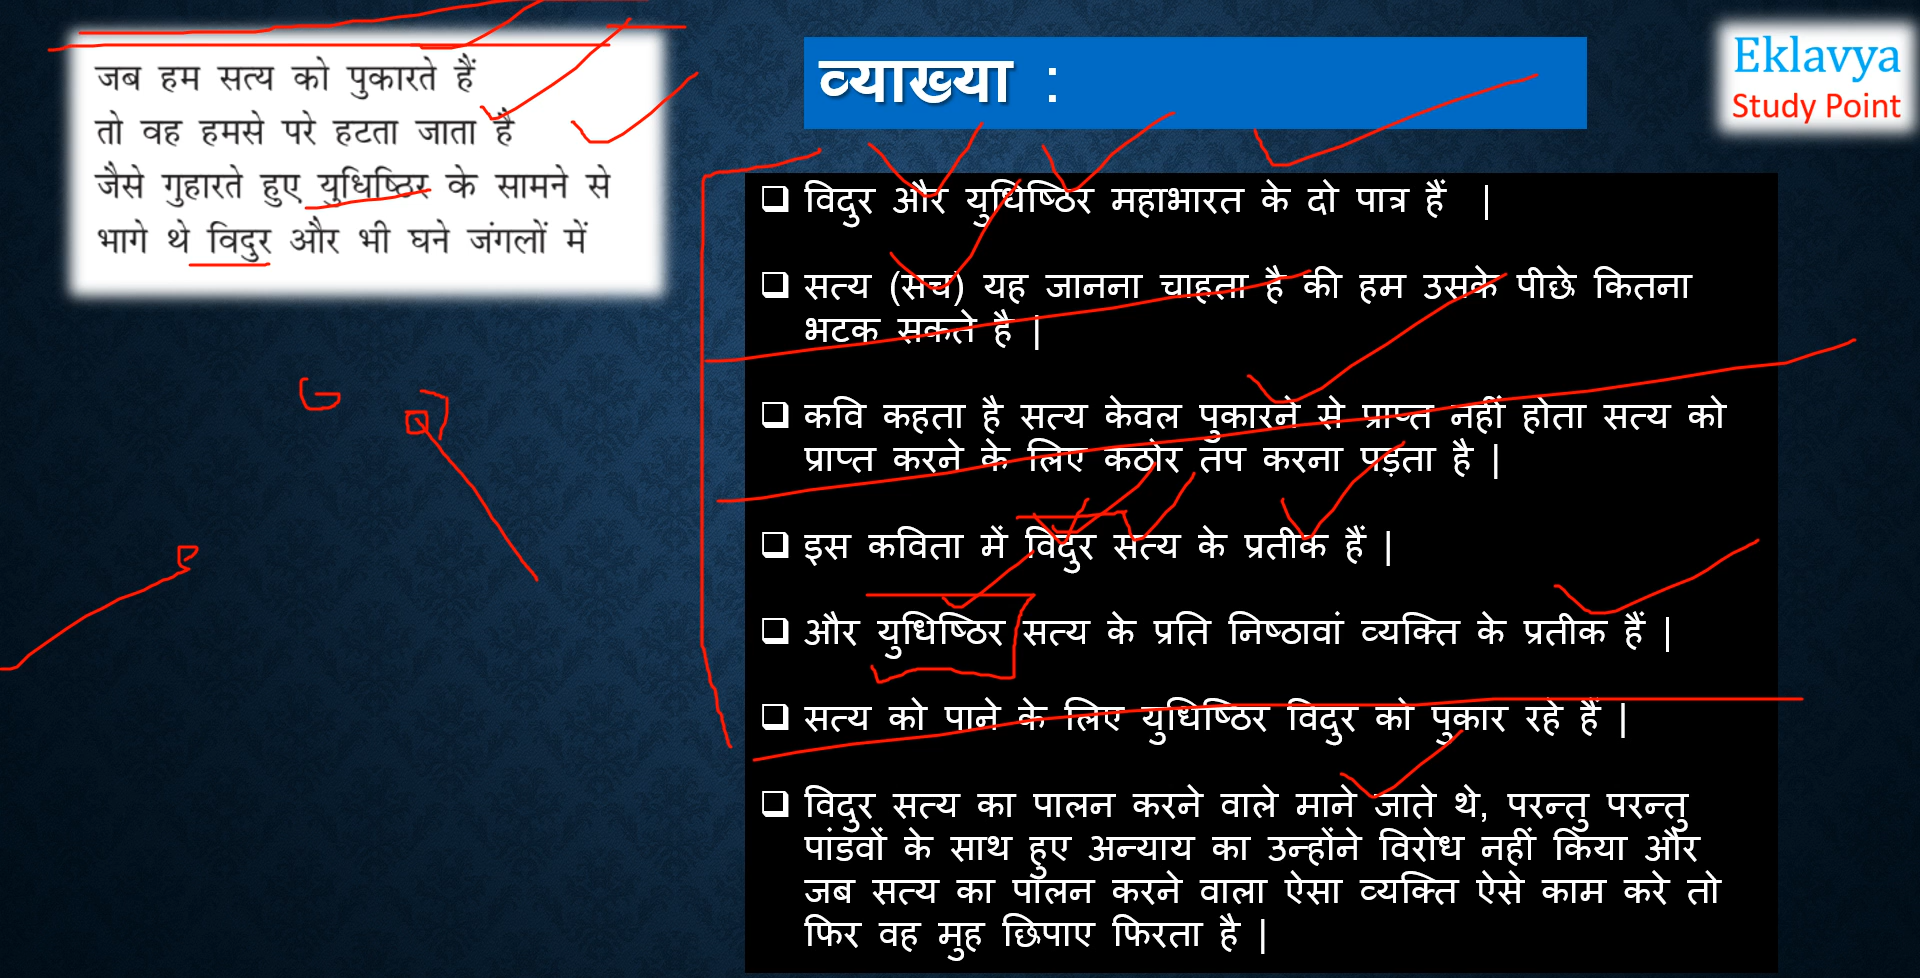 जब हम सत्य को पुकारते हैं
तो वह हमसे परे हटता जाता है
जैसे गुहारते हुए युधिष्ठिर के सामने से
भागे थे विदुर और भी घने जंगलों में
व्याख्या :
Eklavya
Study Point
❑ विदुर और युधिष्ठिर महाभारत के दो पात्र हैं |
❑ सत्य (सच) यह जानना चाहता है की हम उसके पीछे कितना
भटक सकते है |
❑ कवि कहता है सत्य केवल पुकारने से प्राप्त नहीं होता सत्य को
प्राप्त करने के लिए कठोर तप करना पड़ता है |
❑ इस कविता में विदुर सत्य के प्रतीक हैं |
❑ और युधिष्ठिर सत्य के प्रति निष्ठावां व्यक्ति के प्रतीक हैं |
❑ सत्य को पाने के लिए युधिष्ठिर विदुर को पुकार रहे हैं |
❑ विदुर सत्य का पालन करने वाले माने जाते थे, परन्तु परन्तु
पांडवों के साथ हुए अन्याय का उन्होंने विरोध नहीं किया और
जब सत्य का पालन करने वाला ऐसा व्यक्ति ऐसे काम करे तो
फिर वह मुह छिपाए फिरता है |